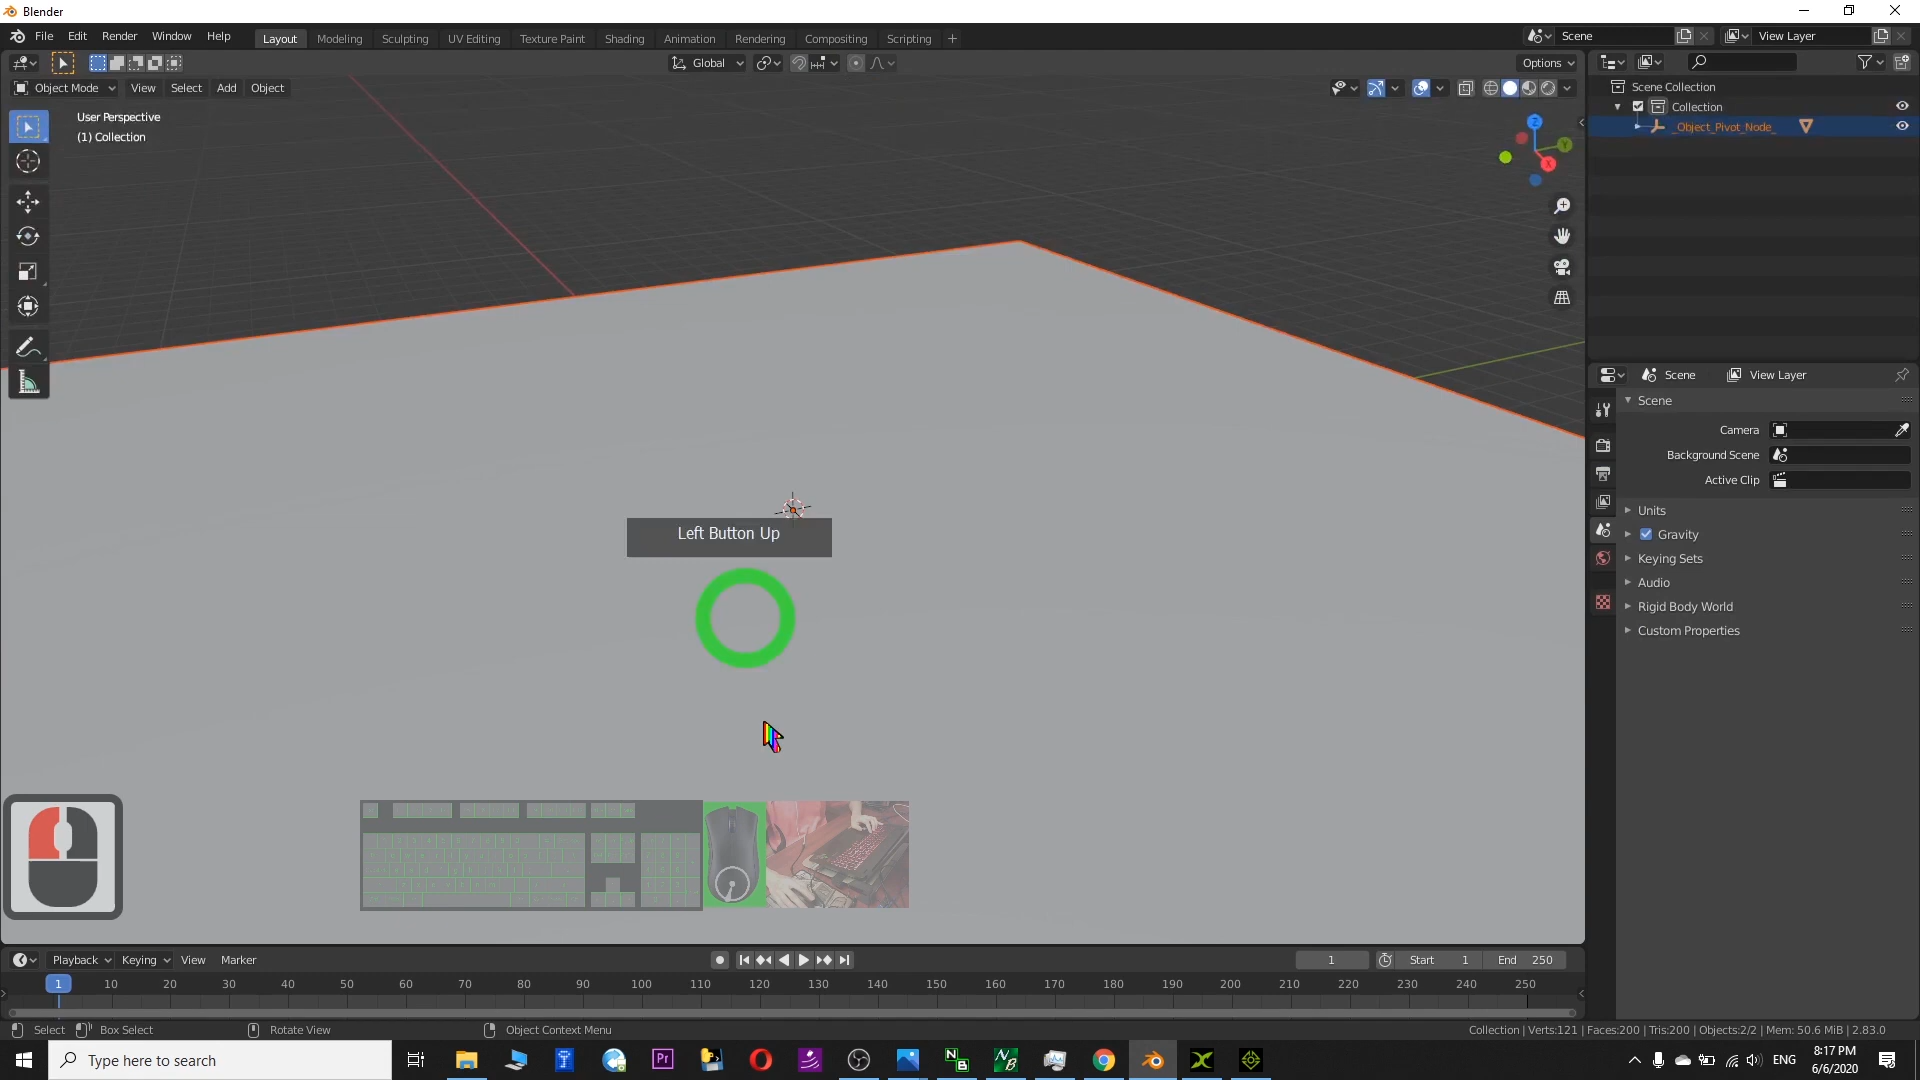 Blender
File Edit Render Window Help Layout Modeling Sculpting UV Editing Texture Paint Shading Animation Rendering Compositing Scripting + Scene View Layer
Global Options
Object Mode View Select Add Object
User Perspective
(1) Collection
Z
Y
X
Scene Collection
Collection
_Object_Pivot_Node_
Scene View Layer
Scene
Camera
Background Scene
Active Clip
Units
Gravity
Keying Sets
Audio
Rigid Body World
Custom Properties
Left Button Up
Playback Keying View Marker 1 Start 1 End 250
1 10 20 30 40 50 60 70 80 90 100 110 120 130 140 150 160 170 180 190 200 210 220 230 240 250
Select Box Select Rotate View Object Context Menu Collection | Verts:121 | Faces:200 | Tris:200 | Objects:2/2 | Mem: 50.6 MiB | 2.83.0
Type here to search Pr ENG 8:17 PM
6/6/2020